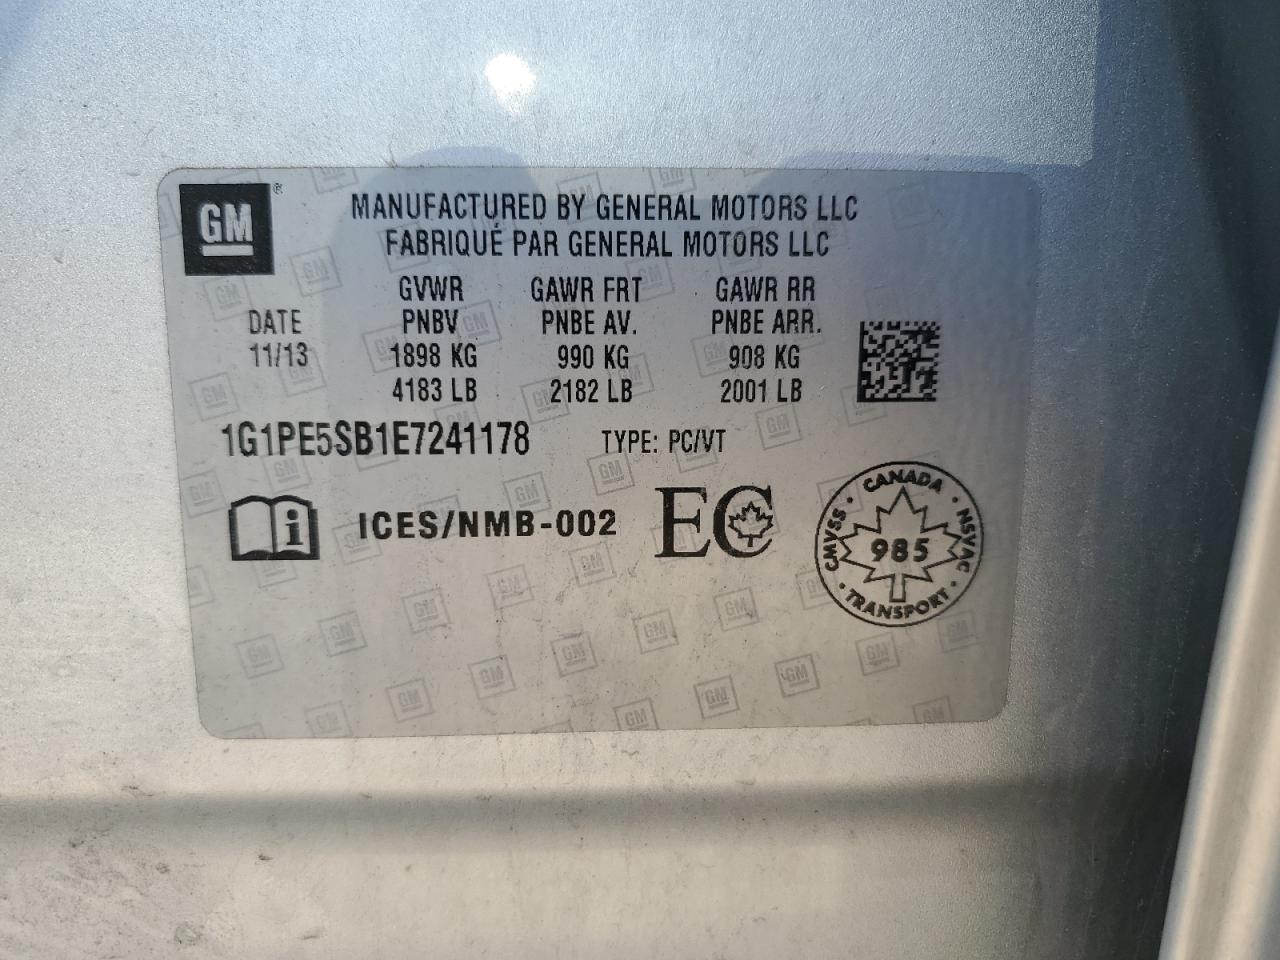 GM ®
MANUFACTURED BY GENERAL MOTORS LLC
FABRIQUÉ PAR GENERAL MOTORS LLC
GVWR GAWR FRT GAWR RR
DATE PNBV PNBE AV. PNBE ARR.
11/13 1898 KG 990 KG 908 KG
4183 LB 2182 LB 2001 LB
1G1PE5SB1E7241178 TYPE: PC/VT
i ICES/NMB-002 EC
CANADA
CMVSS · 985 · NSVAC
TRANSPORT